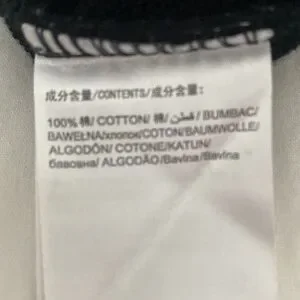 成分含量/CONTENTS/成分含量:
100% 棉/ COTTON/ 棉/ قطن / BUMBAC/
BAWEŁNA/хлопок/COTON/BAUMWOLLE/
ALGODÓN/ COTONE/KATUN/
бавовна/ ALGODÃO/Bavlna/Bavlna